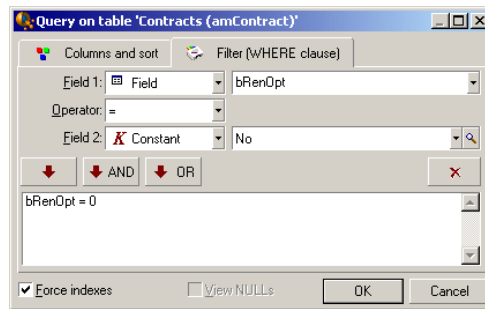 Query on table 'Contracts (amContract)'
Columns and sort Filter (WHERE clause)
Field 1: Field bRenOpt
Operator: =
Field 2: K Constant No
AND OR
bRenOpt = 0
Force indexes View NULLs OK Cancel